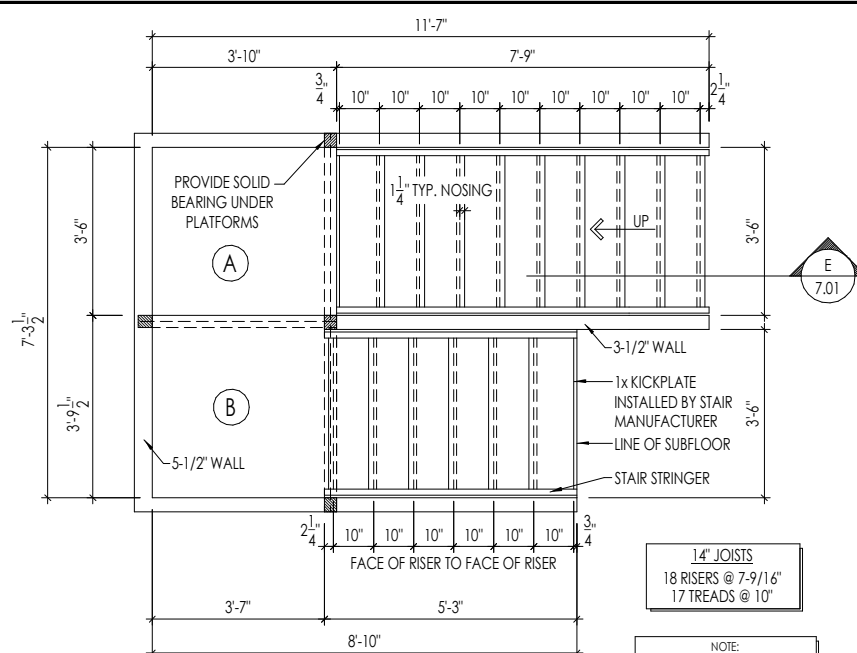 11'-7"
3'-10"
7'-9"
3/4"
10" 10" 10" 10" 10" 10" 10" 10" 10"
2 1/4"
PROVIDE SOLID
BEARING UNDER
PLATFORMS
1 1/4" TYP. NOSING
UP
A
3'-6"
3'-6"
E
7.01
7'-3 1/2"
3-1/2" WALL
1x KICKPLATE
INSTALLED BY STAIR
MANUFACTURER
3'-9 1/2"
B
3'-6"
LINE OF SUBFLOOR
5-1/2" WALL
STAIR STRINGER
2 1/4"
10" 10" 10" 10" 10" 10"
3/4"
FACE OF RISER TO FACE OF RISER
14" JOISTS
18 RISERS @ 7-9/16"
17 TREADS @ 10"
3'-7"
5'-3"
8'-10"
NOTE: